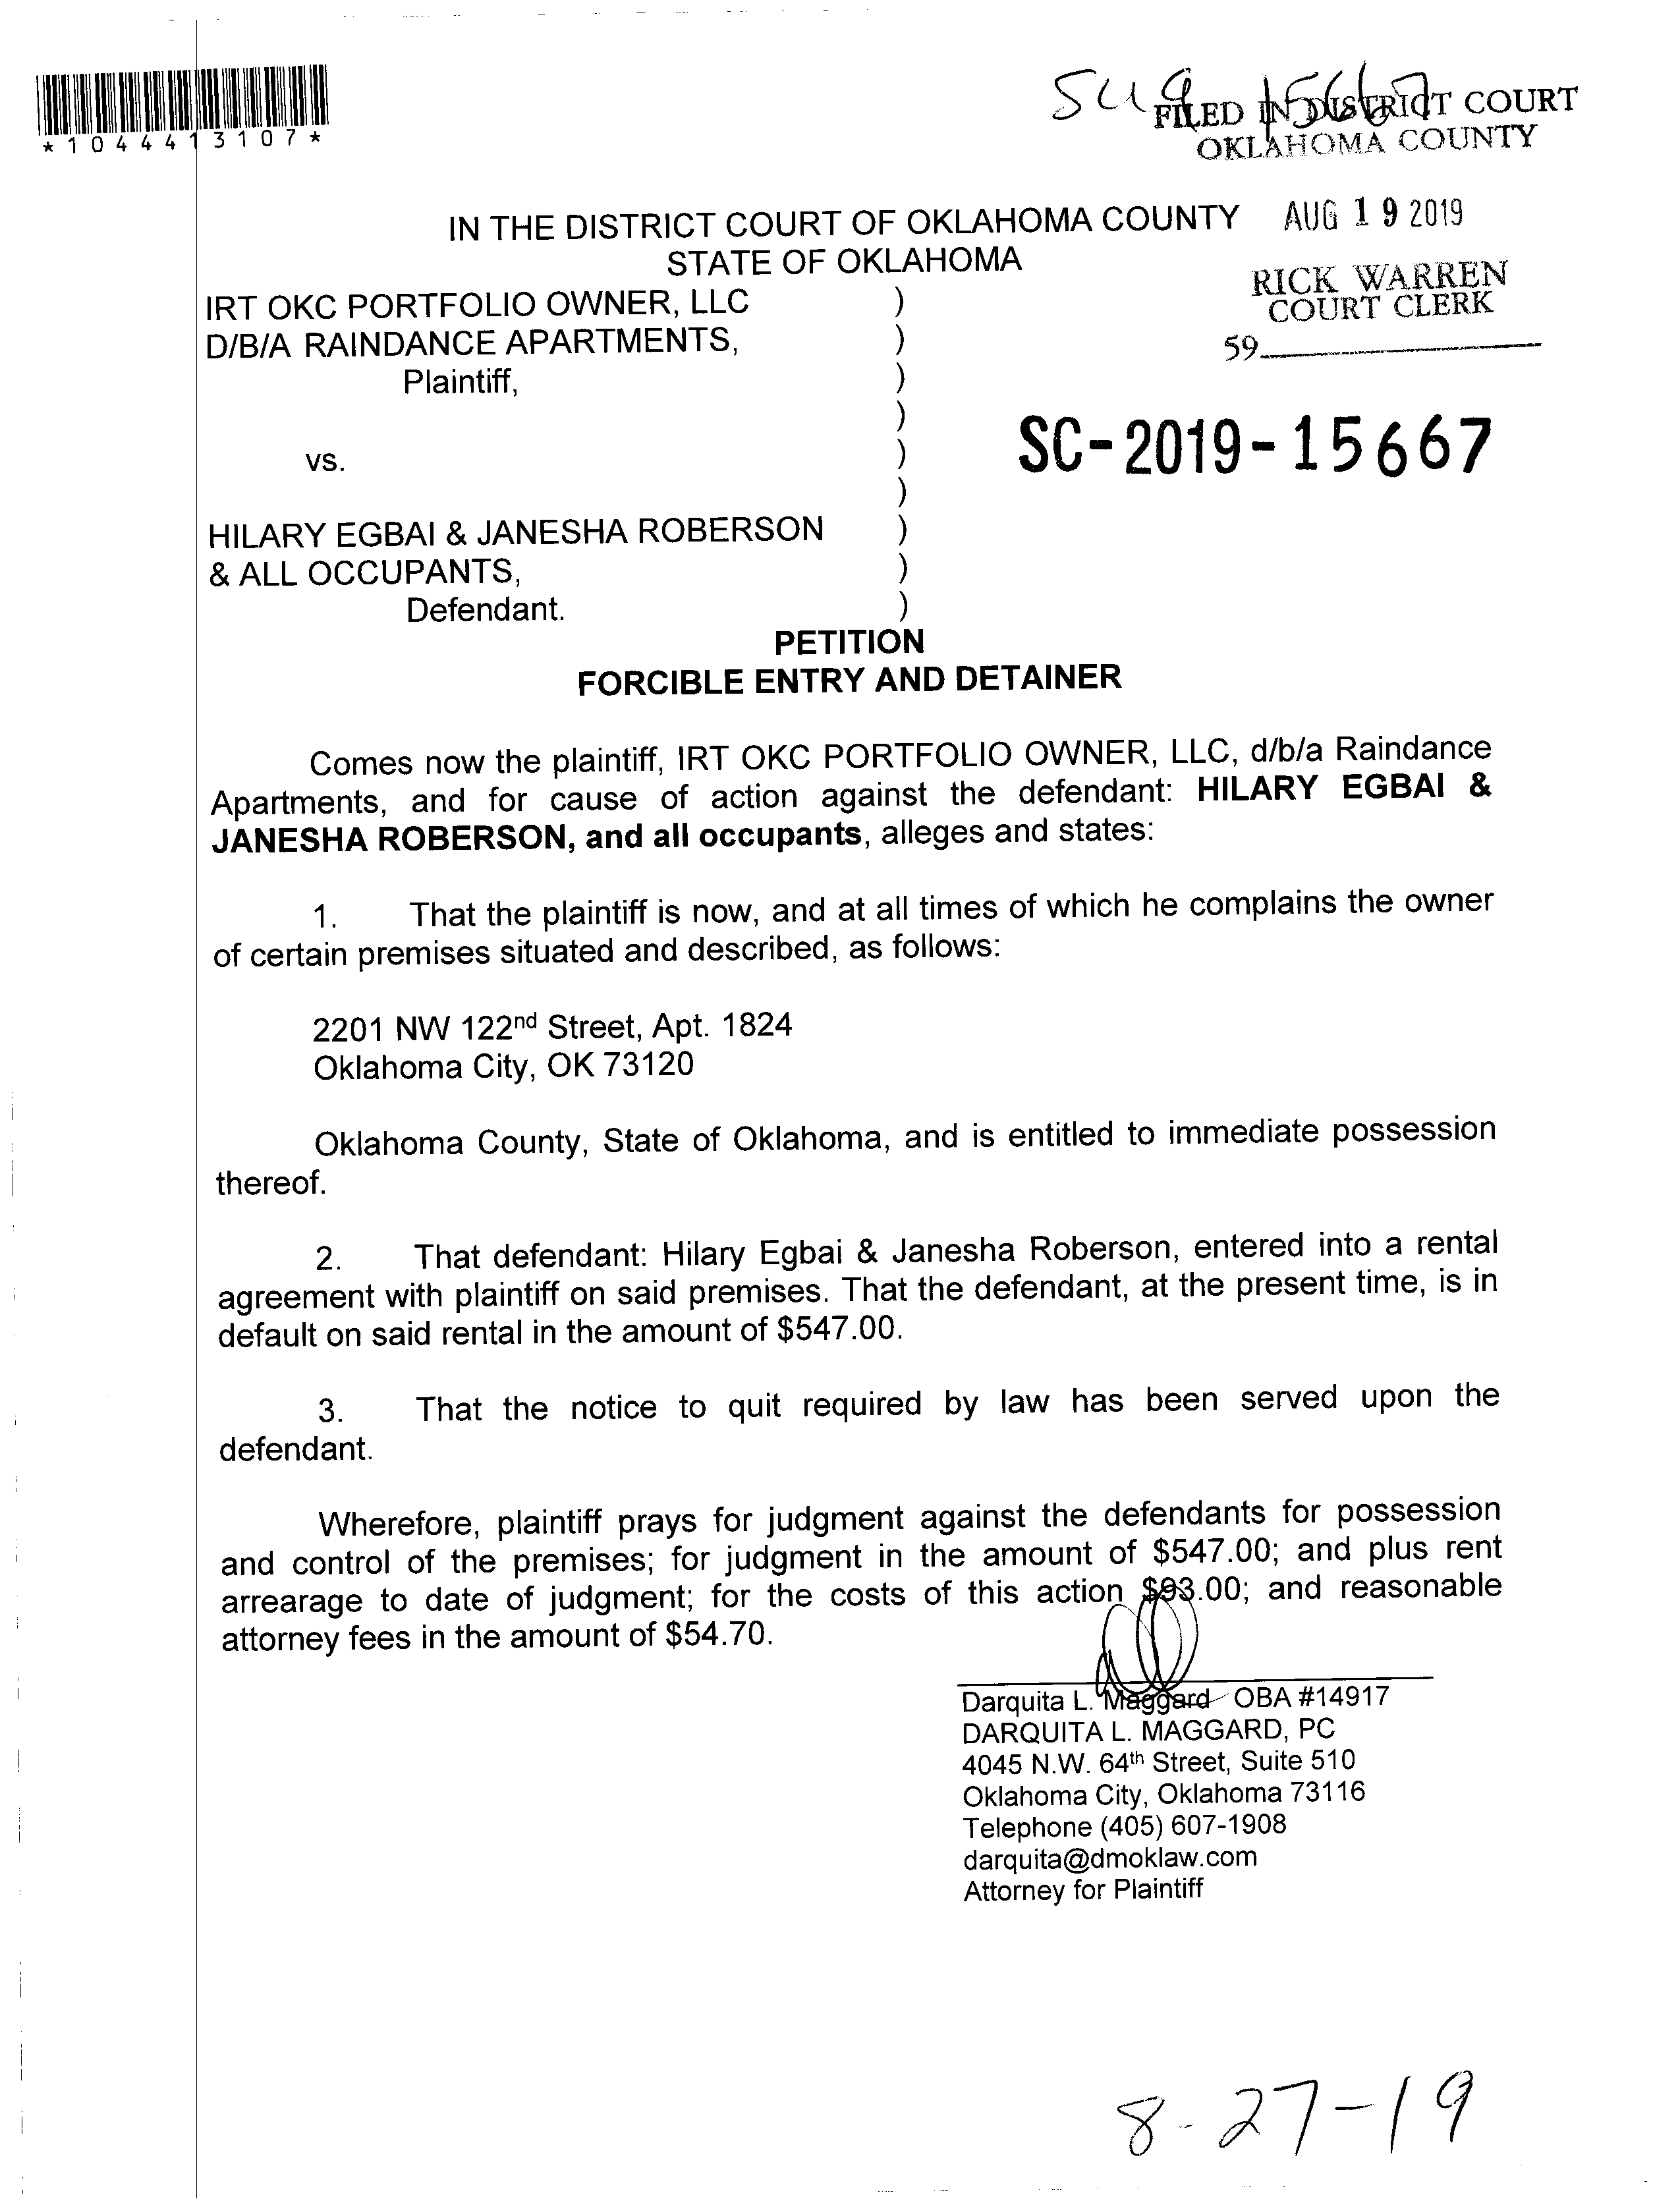 *1044413107*
15667
FILED IN DISTRICT COURT
OKLAHOMA COUNTY
IN THE DISTRICT COURT OF OKLAHOMA COUNTY
AUG 19 2019
STATE OF OKLAHOMA
RICK WARREN
COURT CLERK
59
IRT OKC PORTFOLIO OWNER, LLC )
D/B/A RAINDANCE APARTMENTS, )
Plaintiff, )
)
vs. )
)
SC-2019-15667
HILARY EGBAI & JANESHA ROBERSON )
& ALL OCCUPANTS, )
Defendant. )
PETITION
FORCIBLE ENTRY AND DETAINER
Comes now the plaintiff, IRT OKC PORTFOLIO OWNER, LLC, d/b/a Raindance
Apartments, and for cause of action against the defendant: HILARY EGBAI &
JANESHA ROBERSON, and all occupants, alleges and states:
1. That the plaintiff is now, and at all times of which he complains the owner
of certain premises situated and described, as follows:
2201 NW 122nd Street, Apt. 1824
Oklahoma City, OK 73120
Oklahoma County, State of Oklahoma, and is entitled to immediate possession
thereof.
2. That defendant: Hilary Egbai & Janesha Roberson, entered into a rental
agreement with plaintiff on said premises. That the defendant, at the present time, is in
default on said rental in the amount of $547.00.
3. That the notice to quit required by law has been served upon the
defendant.
Wherefore, plaintiff prays for judgment against the defendants for possession
and control of the premises; for judgment in the amount of $547.00; and plus rent
arrearage to date of judgment; for the costs of this action $93.00; and reasonable
attorney fees in the amount of $54.70.
Darquita L. Maggard OBA #14917
DARQUITA L. MAGGARD, PC
4045 N.W. 64th Street, Suite 510
Oklahoma City, Oklahoma 73116
Telephone (405) 607-1908
darquita@dmoklaw.com
Attorney for Plaintiff
8-27-19